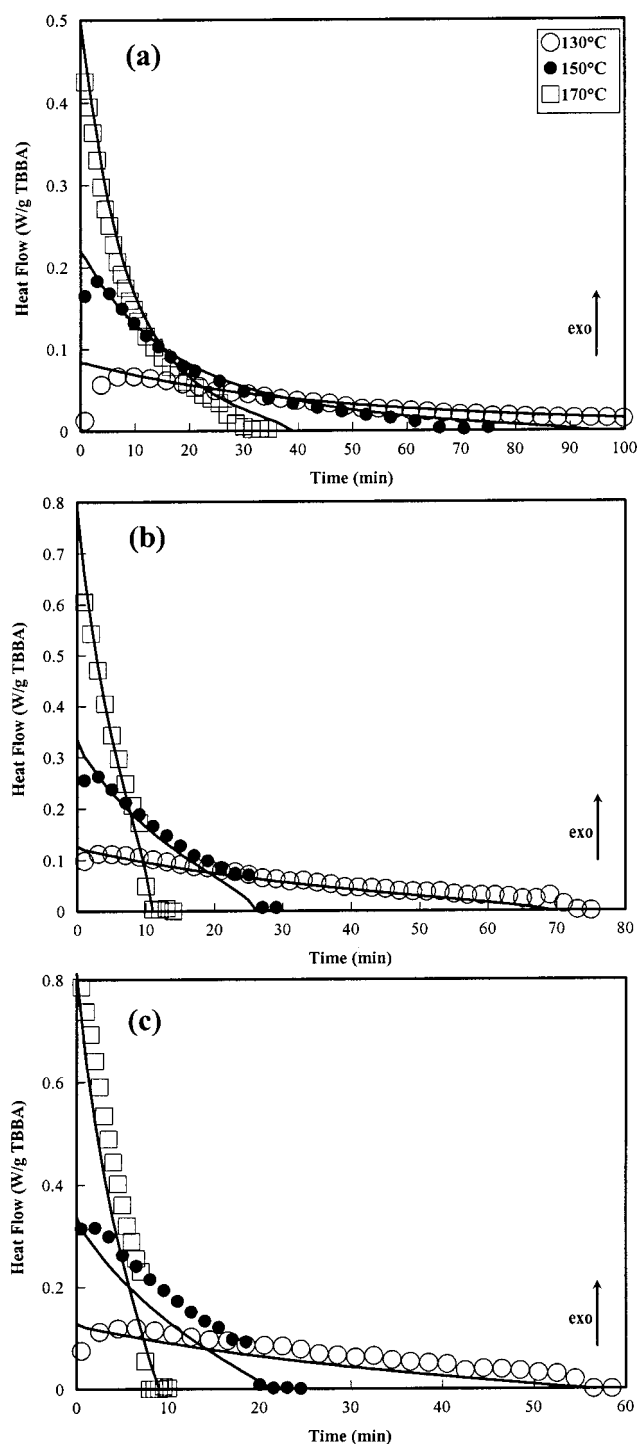 (a)
130°C
150°C
170°C
0.5
0.4
0.3
0.2
0.1
0
Heat Flow (W/g TBBA)
exo
0 10 20 30 40 50 60 70 80 90 100
Time (min)
(b)
0.8
0.7
0.6
0.5
0.4
0.3
0.2
0.1
0
Heat Flow (W/g TBBA)
exo
0 10 20 30 40 50 60 70 80
Time (min)
(c)
0.8
0.6
0.4
0.2
0
Heat Flow (W/g TBBA)
exo
0 10 20 30 40 50 60
Time (min)